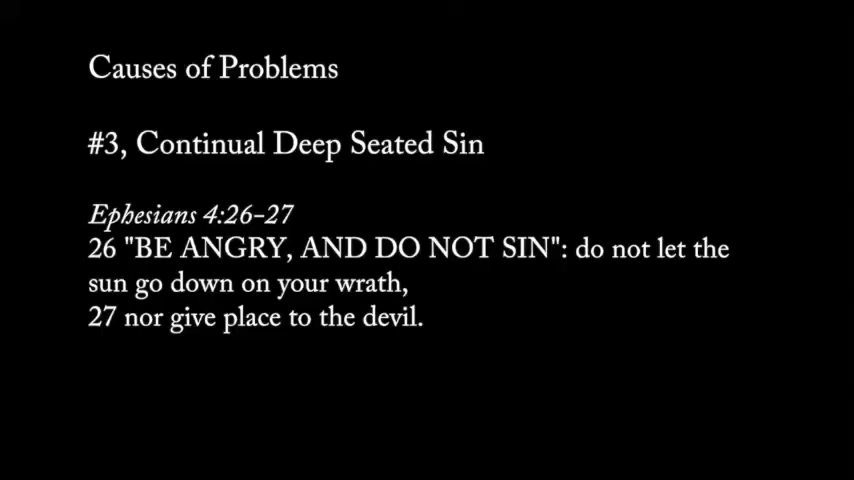 Causes of Problems
#3, Continual Deep Seated Sin
Ephesians 4:26-27
26 "BE ANGRY, AND DO NOT SIN": do not let the
sun go down on your wrath,
27 nor give place to the devil.